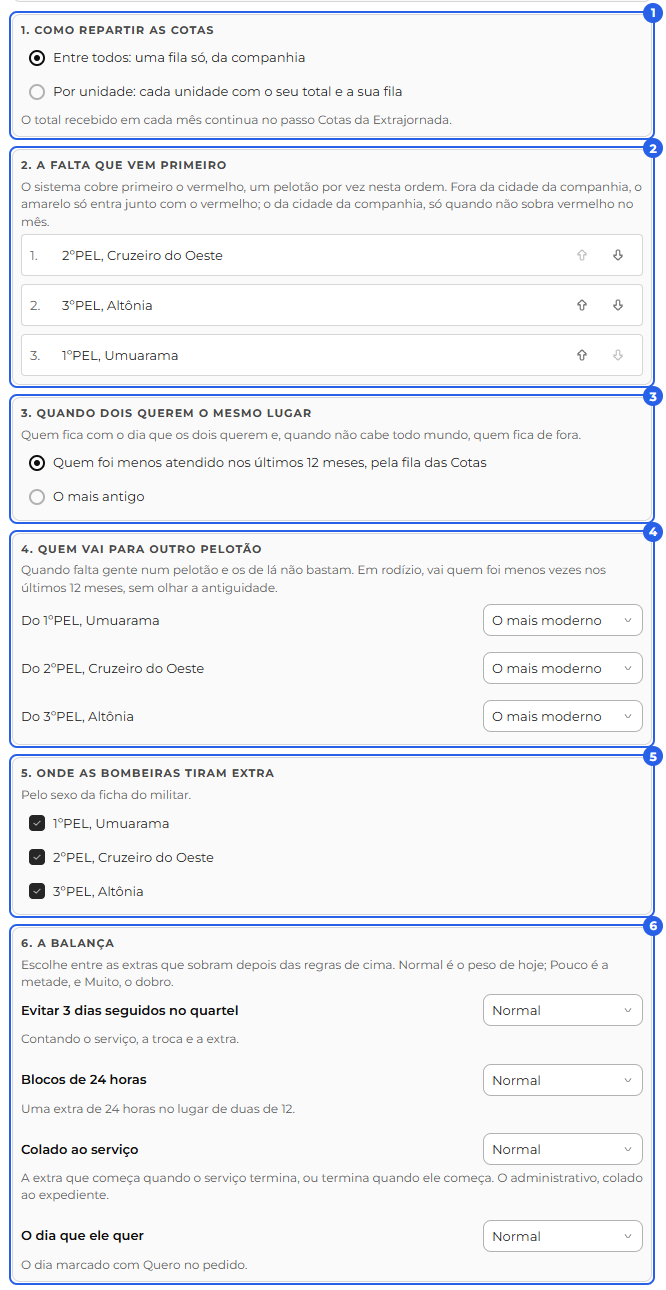 1
1. COMO REPARTIR AS COTAS
Entre todos: uma fila só, da companhia
Por unidade: cada unidade com o seu total e a sua fila
O total recebido em cada mês continua no passo Cotas da Extrajornada.
2
2. A FALTA QUE VEM PRIMEIRO
O sistema cobre primeiro o vermelho, um pelotão por vez nesta ordem. Fora da cidade da companhia, o
amarelo só entra junto com o vermelho; o da cidade da companhia, só quando não sobra vermelho no
mês.
1. 2ºPEL, Cruzeiro do Oeste
2. 3ºPEL, Altônia
3. 1ºPEL, Umuarama
3
3. QUANDO DOIS QUEREM O MESMO LUGAR
Quem fica com o dia que os dois querem e, quando não cabe todo mundo, quem fica de fora.
Quem foi menos atendido nos últimos 12 meses, pela fila das Cotas
O mais antigo
4
4. QUEM VAI PARA OUTRO PELOTÃO
Quando falta gente num pelotão e os de lá não bastam. Em rodízio, vai quem foi menos vezes nos
últimos 12 meses, sem olhar a antiguidade.
Do 1ºPEL, Umuarama O mais moderno
Do 2ºPEL, Cruzeiro do Oeste O mais moderno
Do 3ºPEL, Altônia O mais moderno
5
5. ONDE AS BOMBEIRAS TIRAM EXTRA
Pelo sexo da ficha do militar.
1ºPEL, Umuarama
2ºPEL, Cruzeiro do Oeste
3ºPEL, Altônia
6
6. A BALANÇA
Escolhe entre as extras que sobram depois das regras de cima. Normal é o peso de hoje; Pouco é a
metade, e Muito, o dobro.
Evitar 3 dias seguidos no quartel Normal
Contando o serviço, a troca e a extra.
Blocos de 24 horas Normal
Uma extra de 24 horas no lugar de duas de 12.
Colado ao serviço Normal
A extra que começa quando o serviço termina, ou termina quando ele começa. O administrativo, colado
ao expediente.
O dia que ele quer Normal
O dia marcado com Quero no pedido.